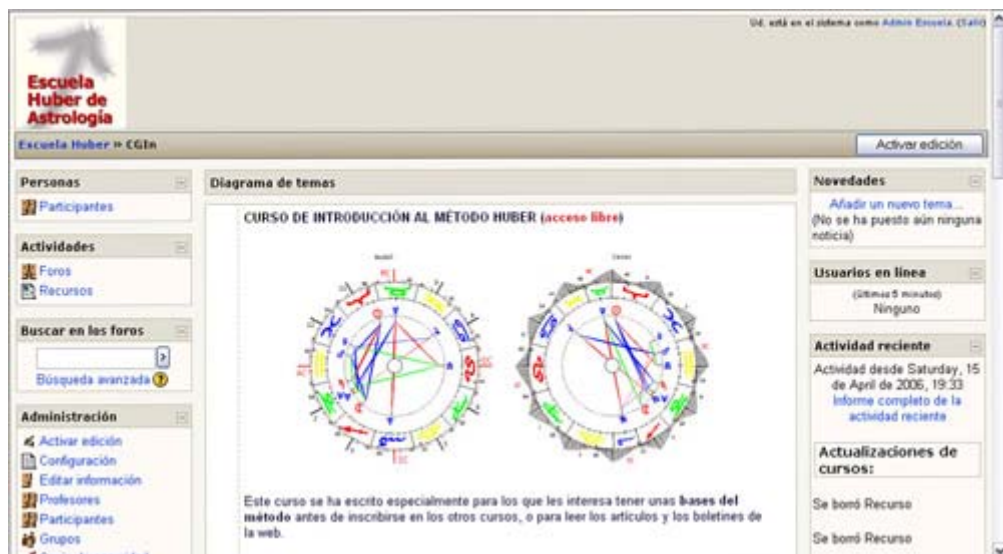 Ud. está en el sistema como Admin Escuela. (Salir)
Escuela
Huber de
Astrología
Escuela Huber » CGIn
Activar edición
Personas
Participantes
Actividades
Foros
Recursos
Buscar en los foros
Búsqueda avanzada
Administración
Activar edición
Configuración
Editar información
Profesores
Participantes
Grupos
Diagrama de temas
CURSO DE INTRODUCCIÓN AL MÉTODO HUBER (acceso libre)
Este curso se ha escrito especialmente para los que les interesa tener unas bases del
método antes de inscribirse en los otros cursos, o para leer los artículos y los boletines de
la web.
Novedades
Añadir un nuevo tema...
(No se ha puesto aún ninguna
noticia)
Usuarios en línea
(últimos 5 minutos)
Ninguno
Actividad reciente
Actividad desde Saturday, 15
de April de 2006, 19:33
Informe completo de la
actividad reciente
Actualizaciones de
cursos:
Se borró Recurso
Se borró Recurso